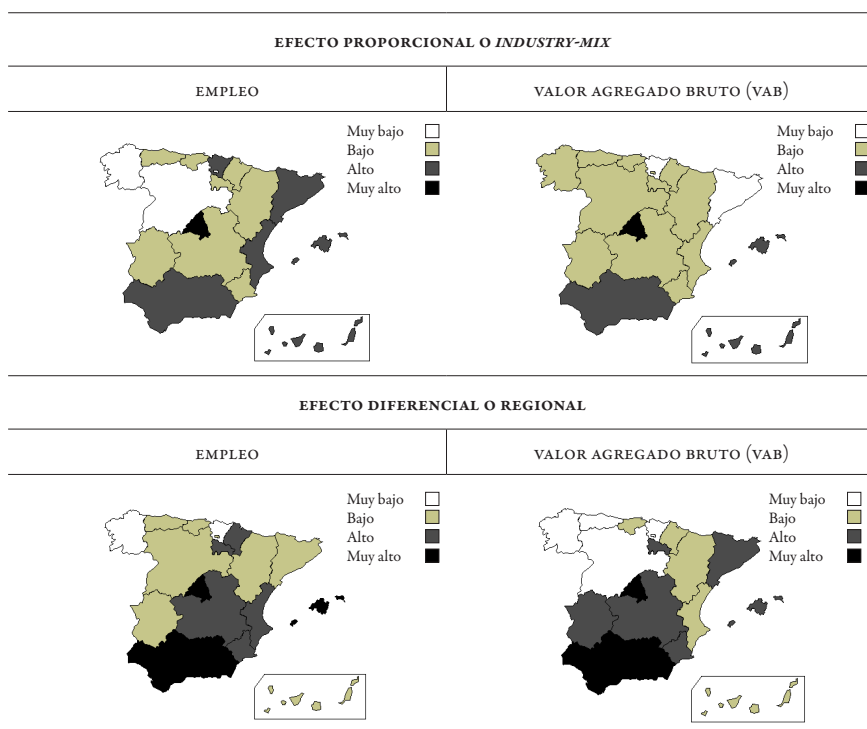 EFECTO PROPORCIONAL O INDUSTRY-MIX
EMPLEO
VALOR AGREGADO BRUTO (VAB)
Muy bajo
Bajo
Alto
Muy alto
Muy bajo
Bajo
Alto
Muy alto
EFECTO DIFERENCIAL O REGIONAL
EMPLEO
VALOR AGREGADO BRUTO (VAB)
Muy bajo
Bajo
Alto
Muy alto
Muy bajo
Bajo
Alto
Muy alto